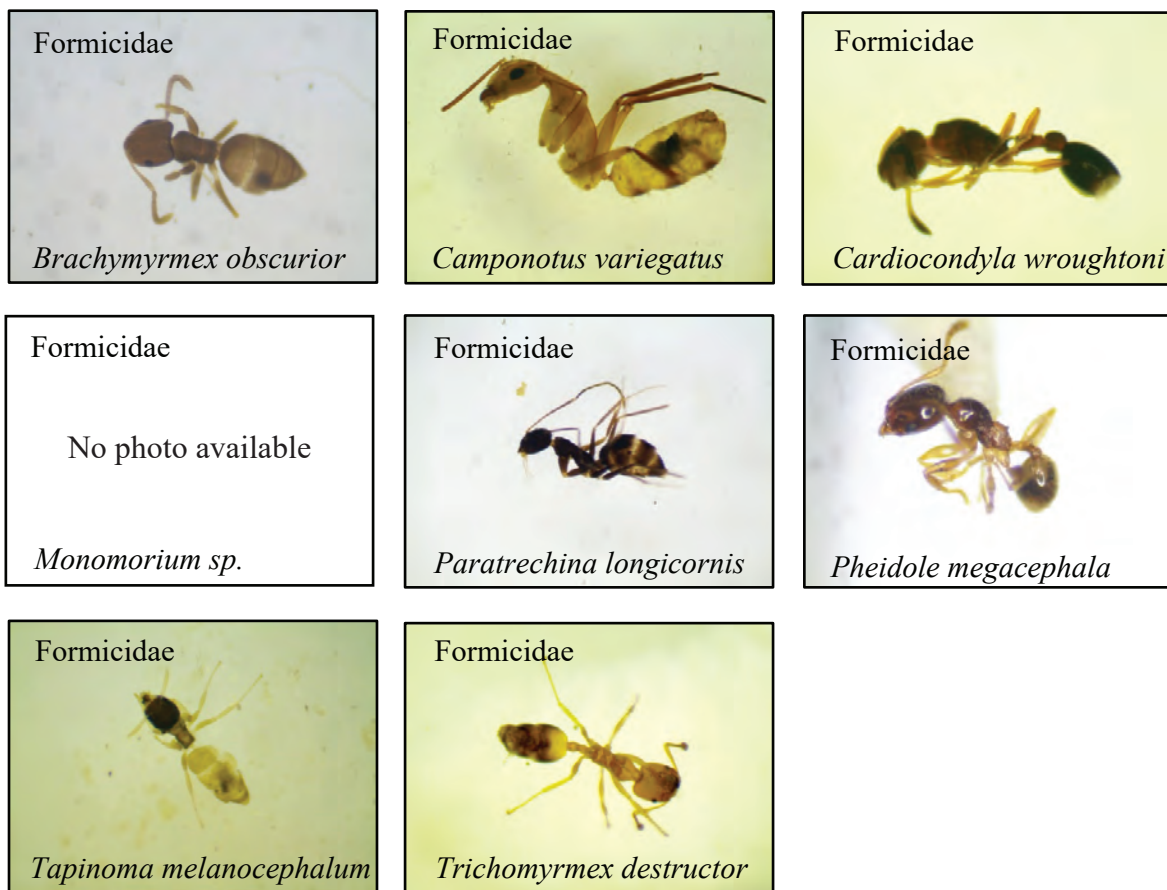 Formicidae
Brachymyrmex obscurior
Formicidae
Camponotus variegatus
Formicidae
Cardiocondyla wroughtoni
Formicidae
No photo available
Monomorium sp.
Formicidae
Paratrechina longicornis
Formicidae
Pheidole megacephala
Formicidae
Tapinoma melanocephalum
Formicidae
Trichomyrmex destructor